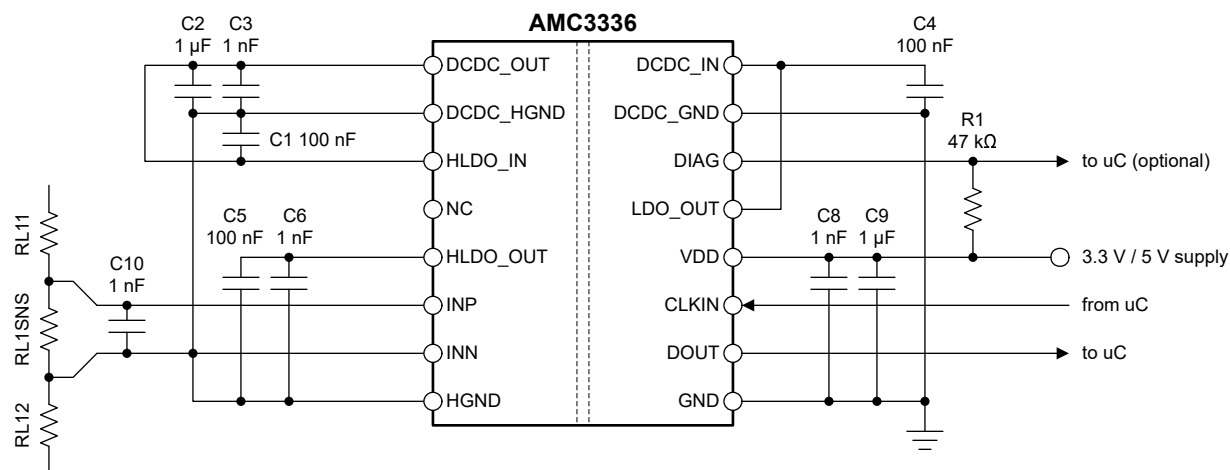 AMC3336
C2
1 µF
C3
1 nF
C4
100 nF
DCDC_OUT
DCDC_IN
DCDC_HGND
DCDC_GND
R1
47 kΩ
C1 100 nF
HLDO_IN
DIAG
to uC (optional)
NC
LDO_OUT
RL11
C5
100 nF
C6
1 nF
C8
1 nF
C9
1 µF
HLDO_OUT
VDD
3.3 V / 5 V supply
C10
1 nF
INP
CLKIN
from uC
RL1SNS
INN
DOUT
to uC
RL12
HGND
GND